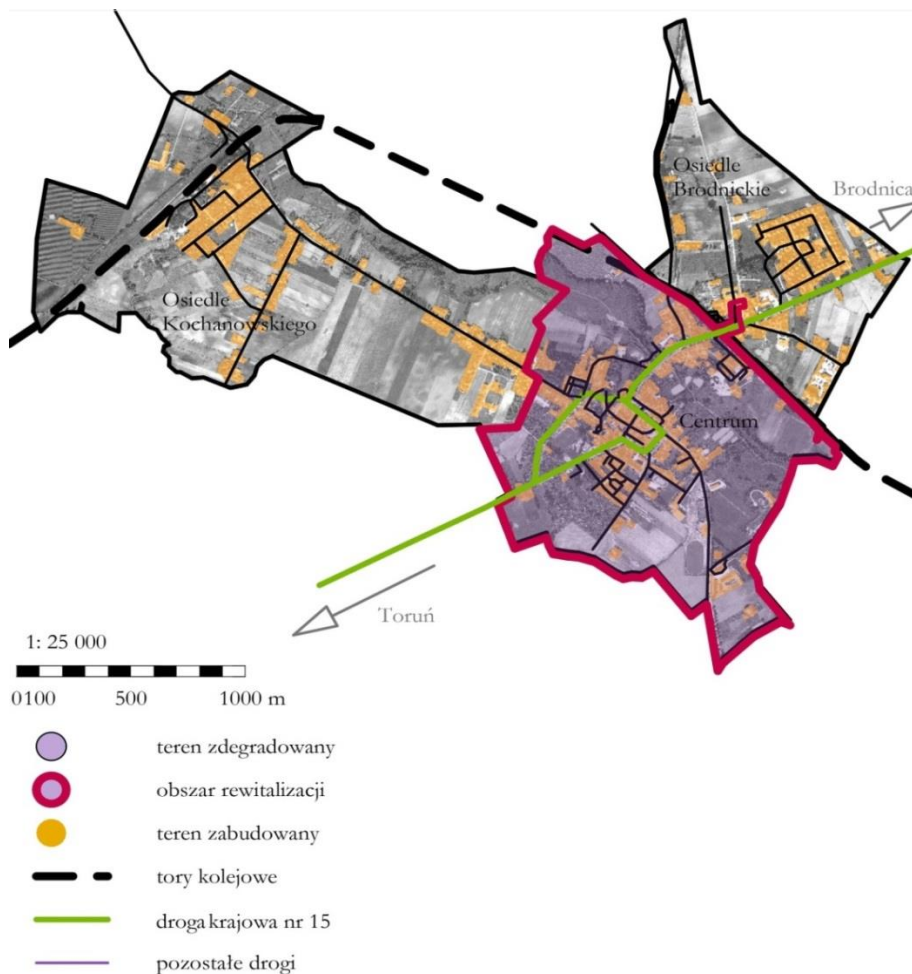 Osiedle
Brodnickie
Brodnica
Osiedle
Kochanowskiego
Centrum
Toruń
1: 25 000
0100 500 1000 m
teren zdegradowany
obszar rewitalizacji
teren zabudowany
tory kolejowe
droga krajowa nr 15
pozostałe drogi